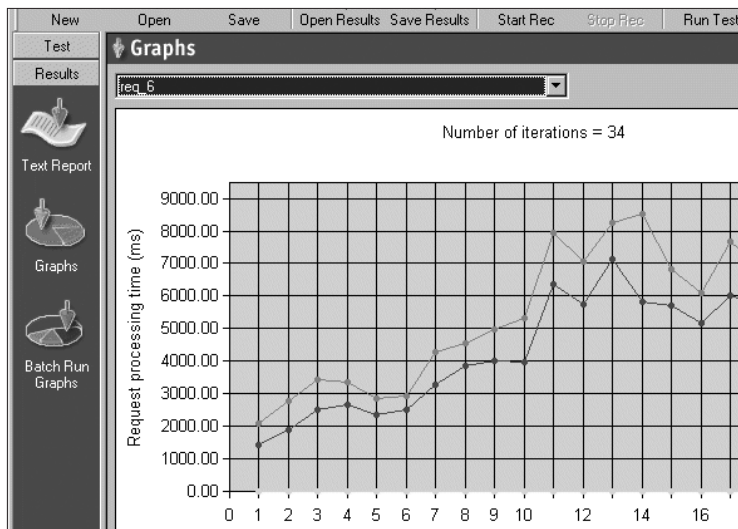 New Open Save Open Results Save Results Start Rec Stop Rec Run Test
Test
Results
Text Report
Graphs
Batch Run
Graphs
Graphs
req_6
Number of iterations = 34
Request processing time (ms)
9000.00
8000.00
7000.00
6000.00
5000.00
4000.00
3000.00
2000.00
1000.00
0.00
0 1 2 3 4 5 6 7 8 9 10 12 14 16